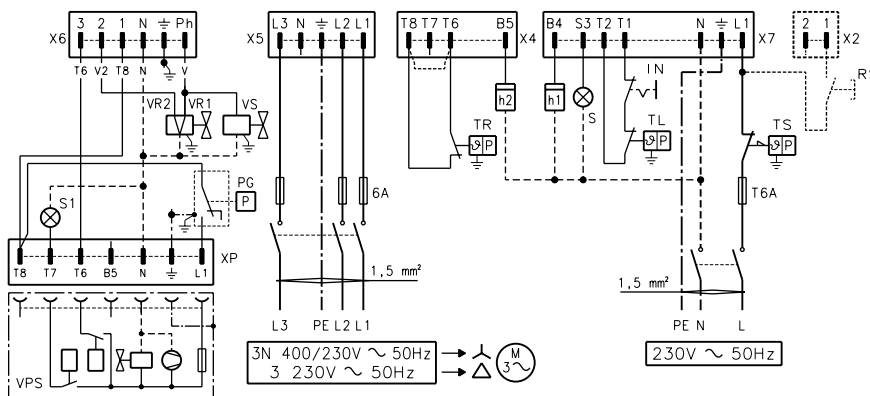 3 2 1 N Ph
X6
T6 V2 T8 N V
VR2 VR1 VS
S1
PG
P
XP
T8 T7 T6 B5 N L1
VPS
L3 N L2 L1
X5
6A
1,5 mm²
L3 PE L2 L1
3N 400/230V ~ 50Hz
3 230V ~ 50Hz
M
3~
T8 T7 T6 B5
X4
h2
TR
ϑ P
B4 S3 T2 T1 N L1
X7
h1
S
IN
TL
ϑ P
TS
ϑ P
T6A
1,5 mm²
PE N L
230V ~ 50Hz
2 1
X2